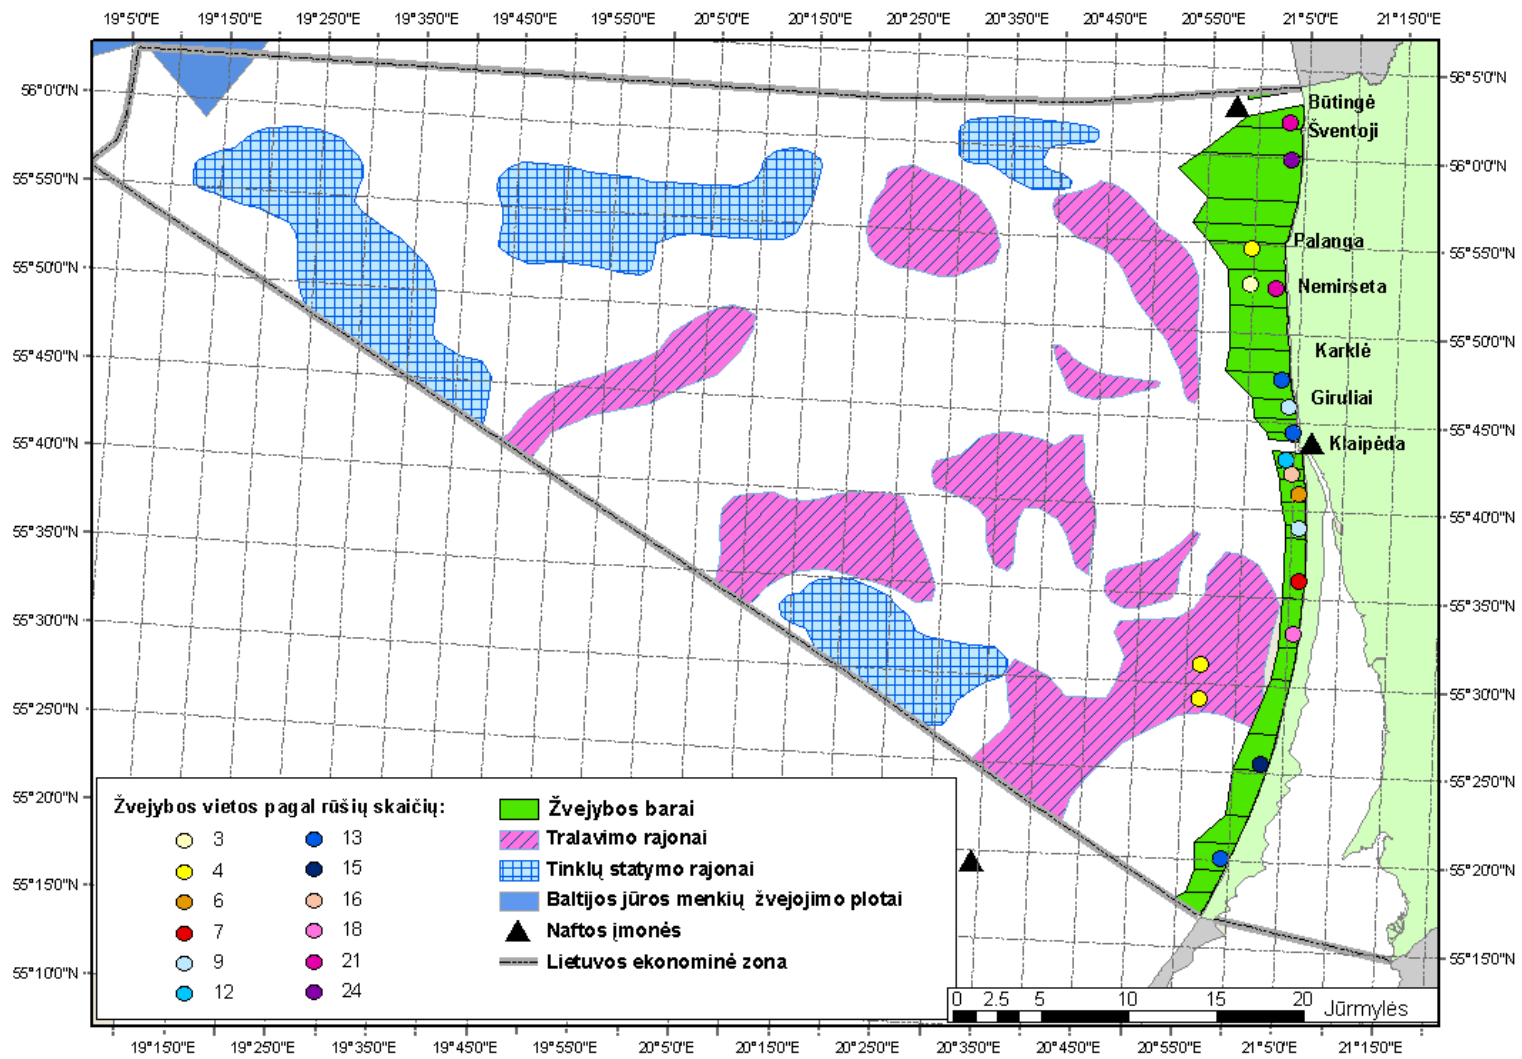 19°5'0"E 19°15'0"E 19°25'0"E 19°35'0"E 19°45'0"E 19°55'0"E 20°5'0"E 20°15'0"E 20°25'0"E 20°35'0"E 20°45'0"E 20°55'0"E 21°5'0"E 21°15'0"E
56°0'0"N
55°55'0"N
55°50'0"N
55°45'0"N
55°40'0"N
55°35'0"N
55°30'0"N
55°25'0"N
55°20'0"N
55°15'0"N
55°10'0"N
56°5'0"N
56°0'0"N
55°55'0"N
55°50'0"N
55°45'0"N
55°40'0"N
55°35'0"N
55°30'0"N
55°25'0"N
55°20'0"N
55°15'0"N
Būtingė
Šventoji
Palanga
Nemirseta
Karklė
Giruliai
Klaipėda
Žvejybos vietos pagal rūšių skaičių:
3
4
6
7
9
12
13
15
16
18
21
24
Žvejybos barai
Tralavimo rajonai
Tinklų statymo rajonai
Baltijos jūros menkių žvejojimo plotai
Naftos įmonės
Lietuvos ekonominė zona
0 2.5 5 10 15 20
Jūrmylės
19°15'0"E 19°25'0"E 19°35'0"E 19°45'0"E 19°55'0"E 20°5'0"E 20°15'0"E 20°25'0"E 20°35'0"E 20°45'0"E 20°55'0"E 21°5'0"E